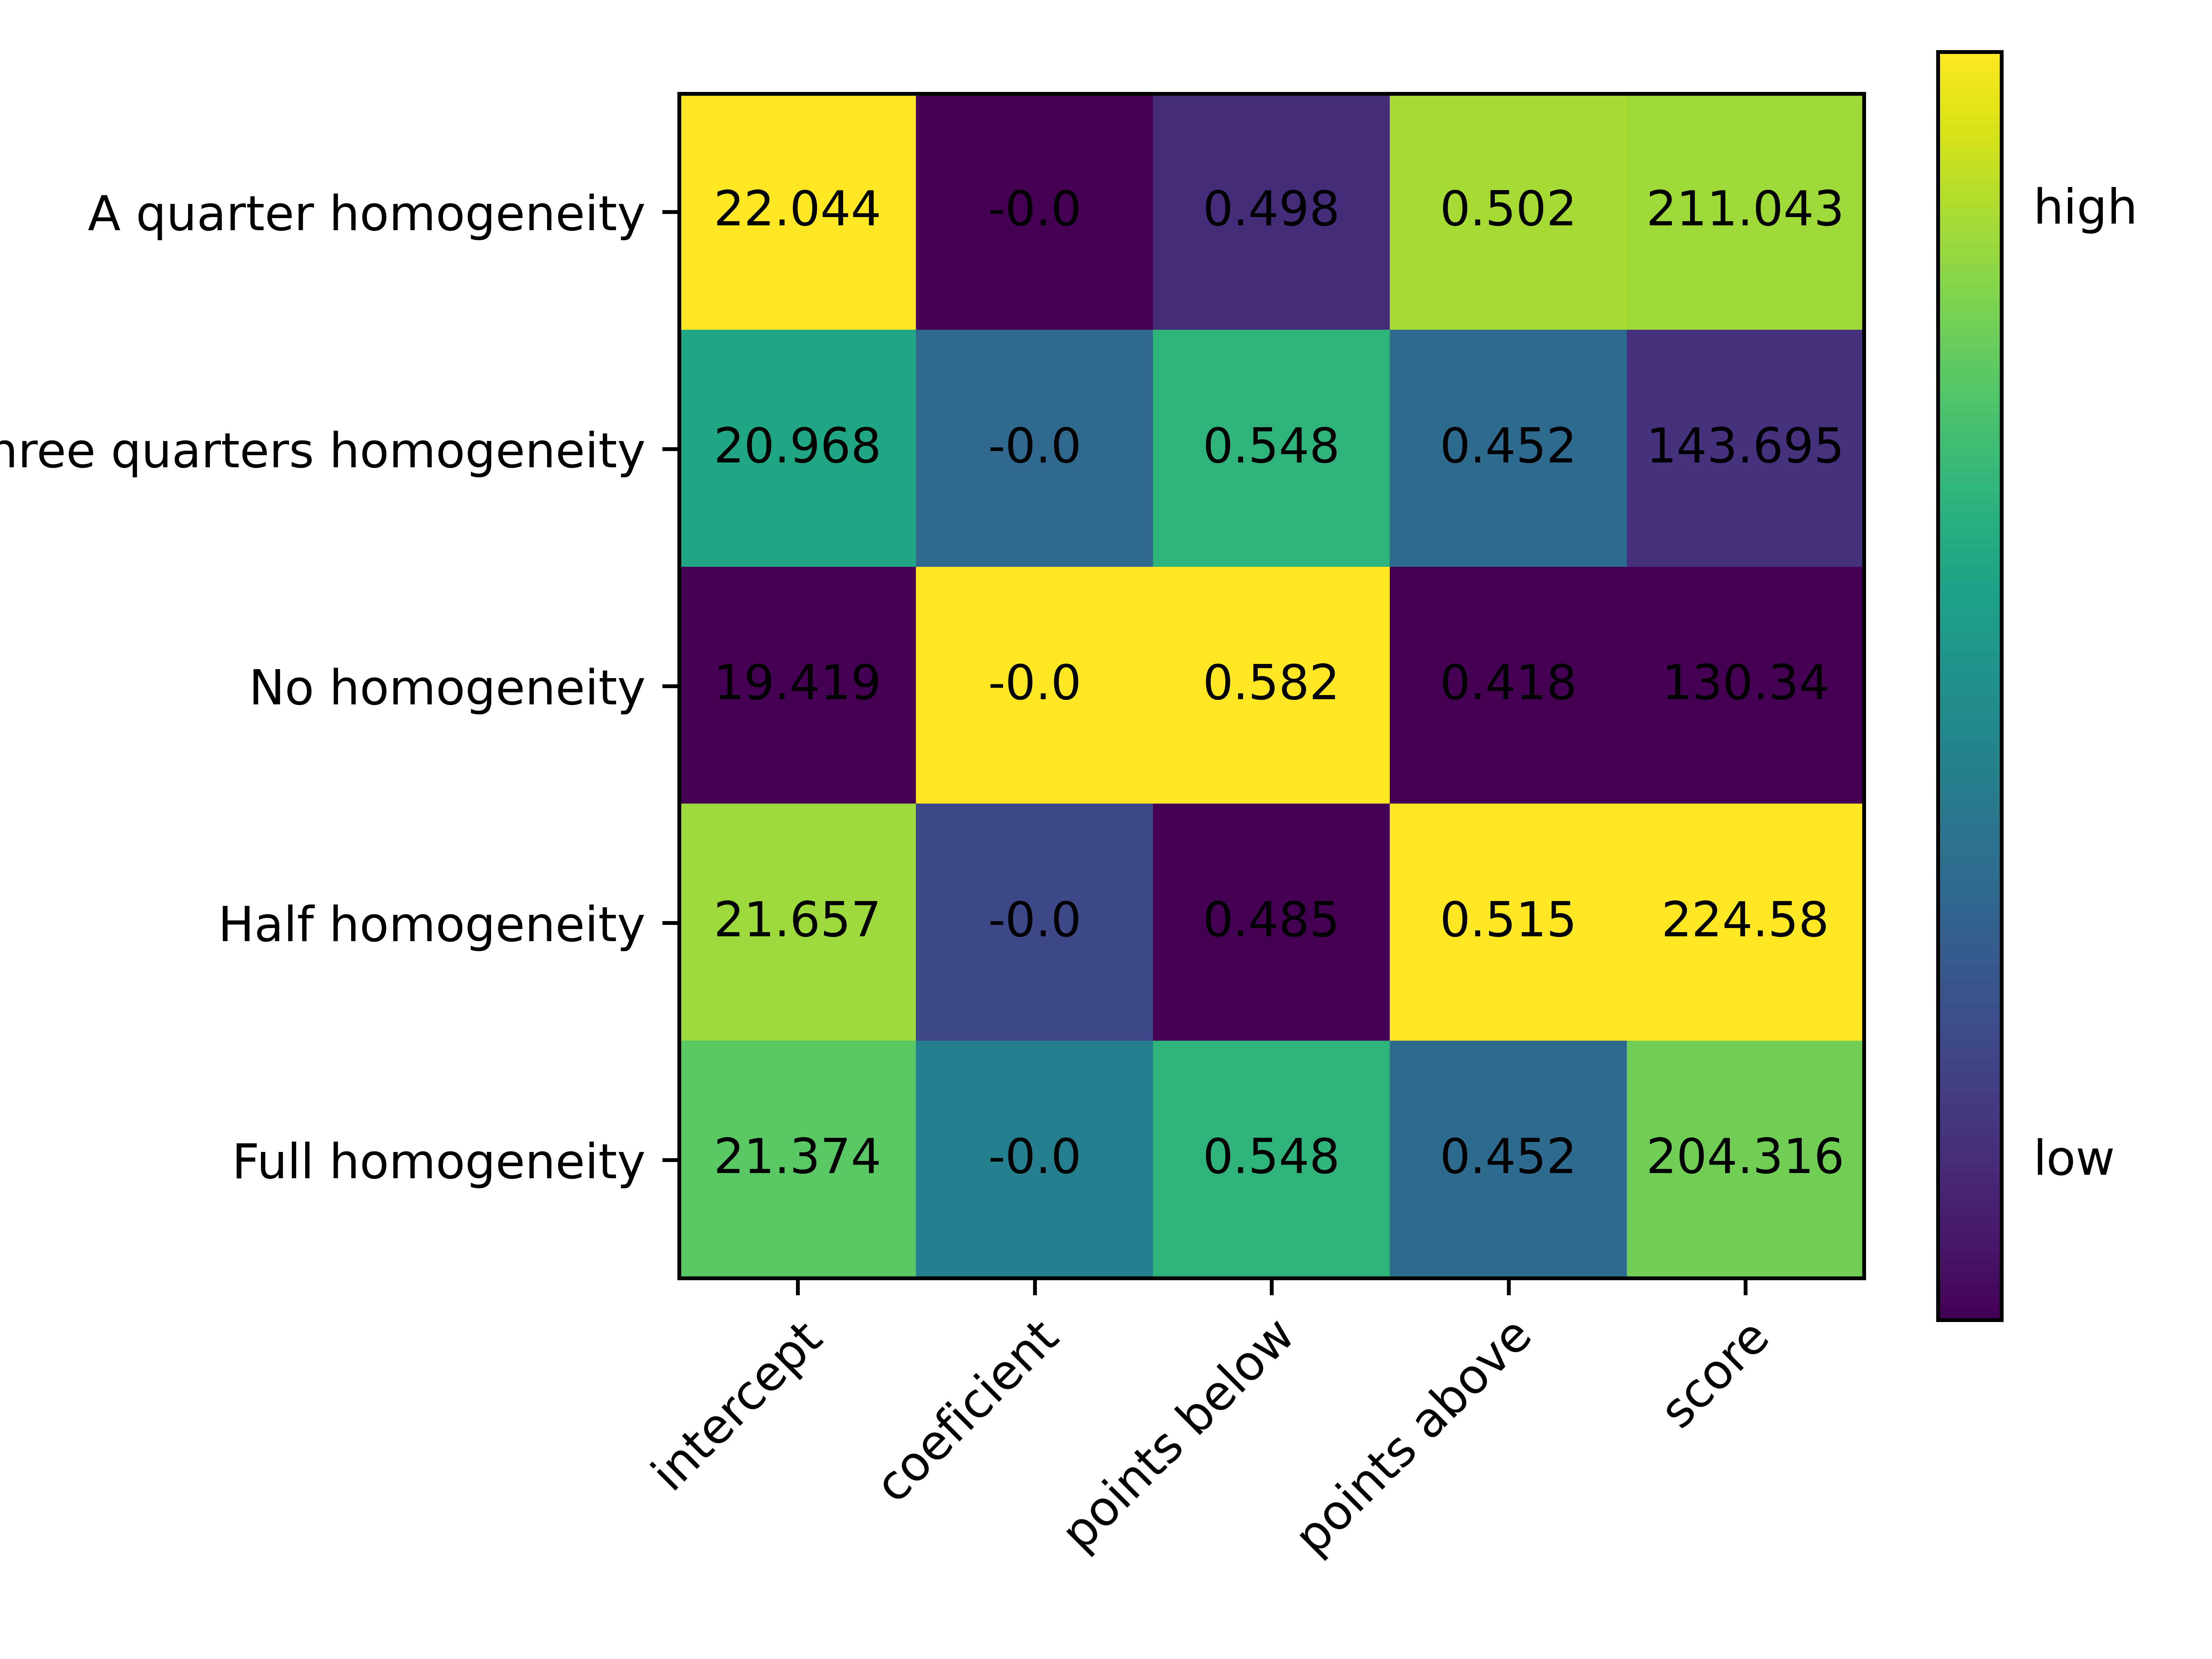 A quarter homogeneity 22.044 -0.0 0.498 0.502 211.043 high
hree quarters homogeneity 20.968 -0.0 0.548 0.452 143.695
No homogeneity 19.419 -0.0 0.582 0.418 130.34
Half homogeneity 21.657 -0.0 0.485 0.515 224.58
Full homogeneity 21.374 -0.0 0.548 0.452 204.316 low
intercept coeficient points below points above score